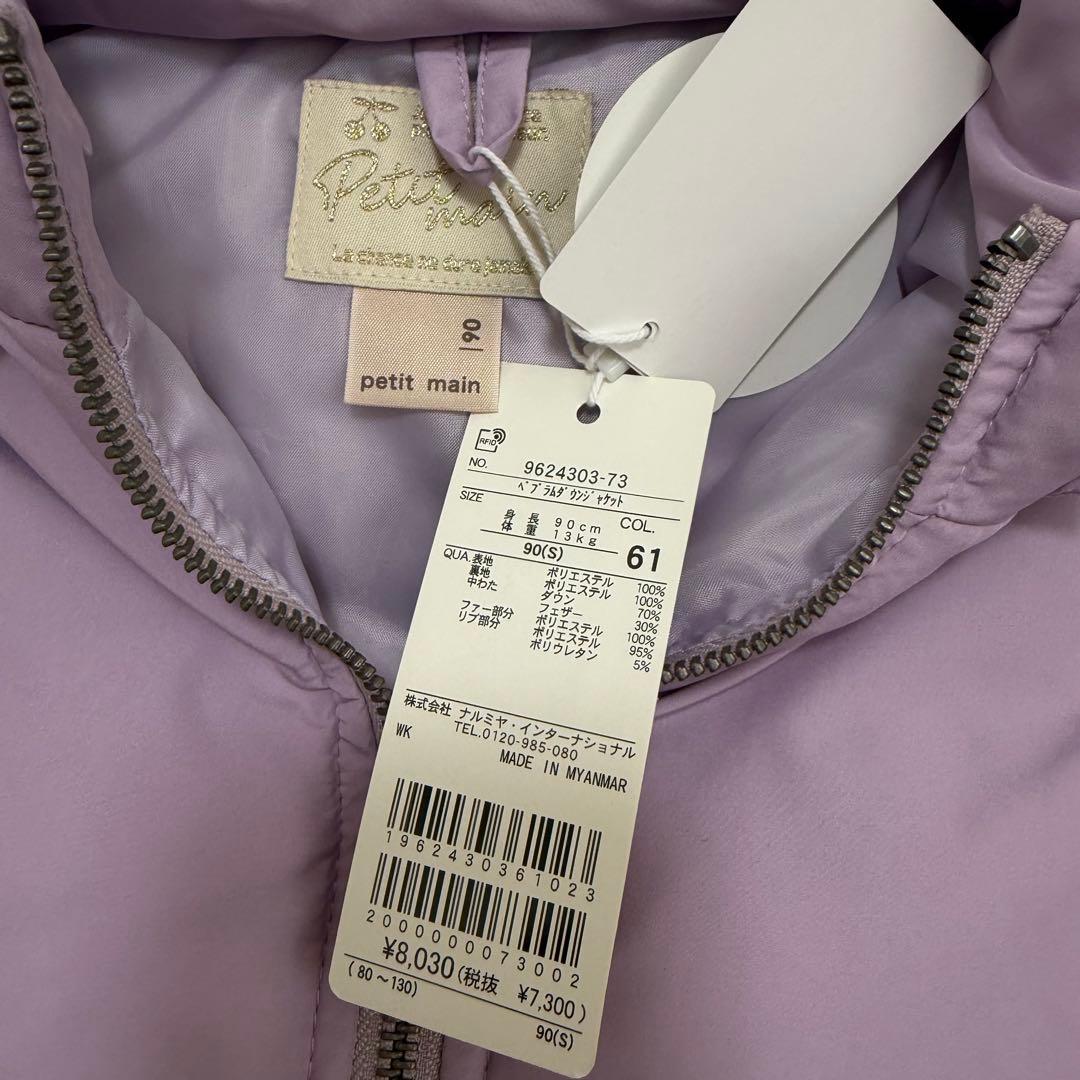 Petit
main
La chance ne dure
90
petit main
RFID
NO. 9624303-73
ペプラムダウンジャケット
SIZE
身長 90cm
体重 13kg
COL.
90(S)
61
QUA.表地 ポリエステル 100%
裏地 ポリエステル 100%
中わた ダウン 70%
フェザー 30%
ファー部分 ポリエステル 100%
リブ部分 ポリエステル 95%
ポリウレタン 5%
株式会社 ナルミヤ・インターナショナル
TEL.0120-985-080
WK
MADE IN MYANMAR
1962430361023
2000000073002
¥8,030(税抜 ¥7,300)
(80～130)
90(S)